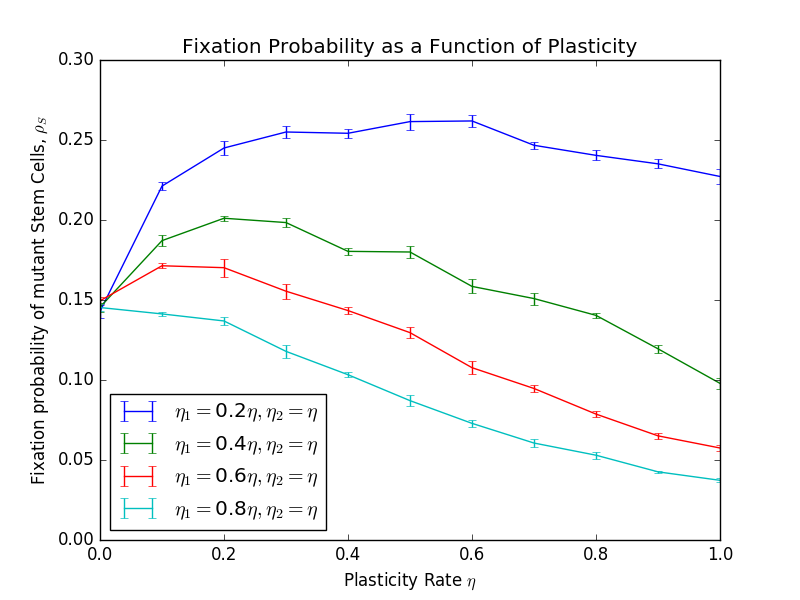 Fixation Probability as a Function of Plasticity
Fixation probability of mutant Stem Cells, ρ_S
0.30
0.25
0.20
0.15
0.10
0.05
0.00
η₁ = 0.2η, η₂ = η
η₁ = 0.4η, η₂ = η
η₁ = 0.6η, η₂ = η
η₁ = 0.8η, η₂ = η
0.0 0.2 0.4 0.6 0.8 1.0
Plasticity Rate η